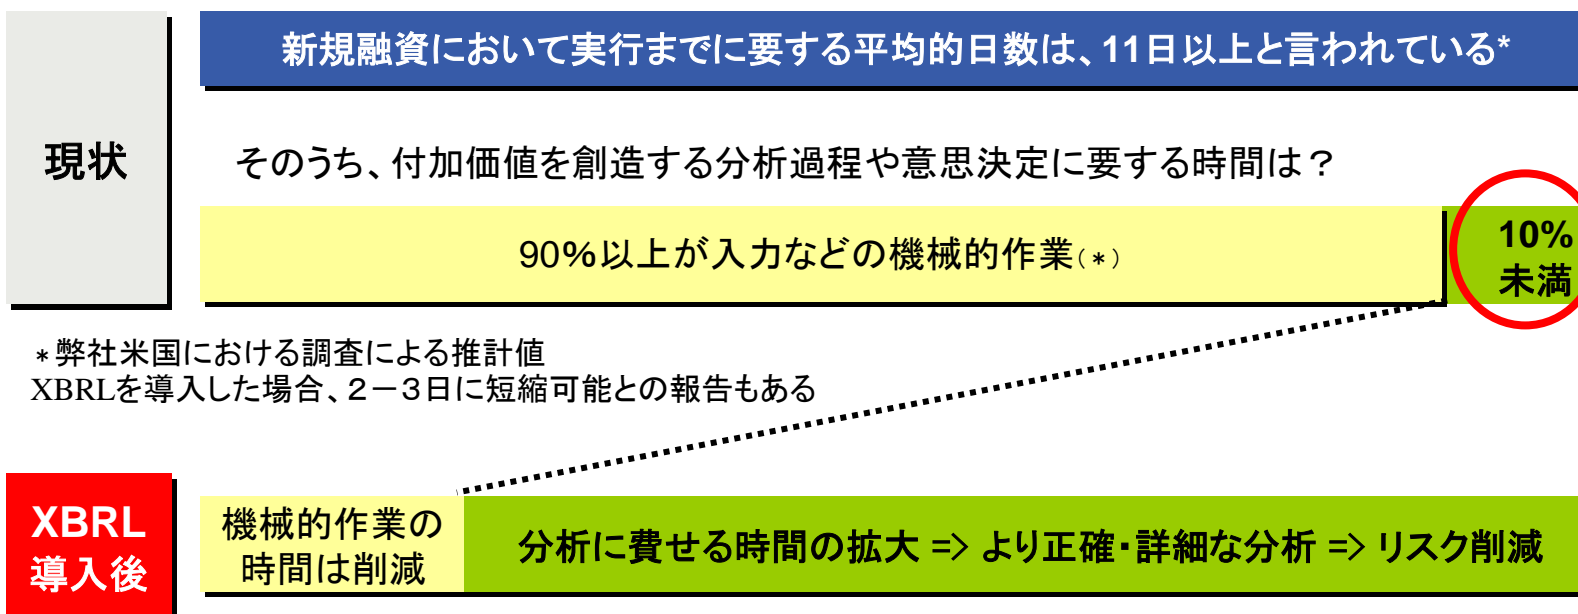 新規融資において実行までに要する平均的日数は、11日以上と言われている*
現状
そのうち、付加価値を創造する分析過程や意思決定に要する時間は？
90%以上が入力などの機械的作業(*)
10%
未満
*弊社米国における調査による推計値
XBRLを導入した場合、２－３日に短縮可能との報告もある
XBRL
導入後
機械的作業の
時間は削減
分析に費せる時間の拡大 => より正確・詳細な分析 => リスク削減